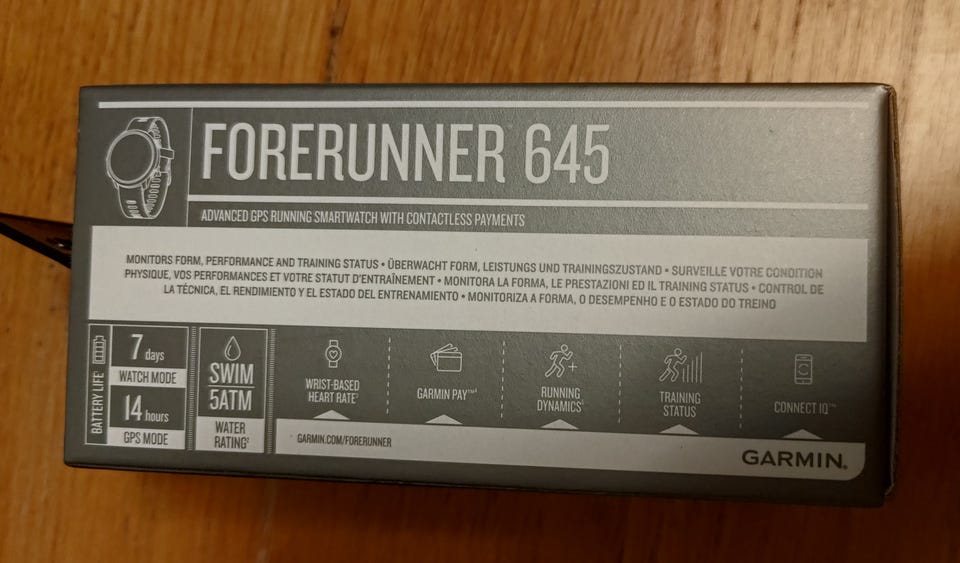 FORERUNNER® 645
ADVANCED GPS RUNNING SMARTWATCH WITH CONTACTLESS PAYMENTS
MONITORS FORM, PERFORMANCE AND TRAINING STATUS • ÜBERWACHT FORM, LEISTUNGS UND TRAININGSZUSTAND • SURVEILLE VOTRE CONDITION
PHYSIQUE, VOS PERFORMANCES ET VOTRE STATUT D'ENTRAÎNEMENT • MONITORA LA FORMA, LE PRESTAZIONI ED IL TRAINING STATUS • CONTROL DE
LA TÉCNICA, EL RENDIMIENTO Y EL ESTADO DEL ENTRENAMIENTO • MONITORIZA A FORMA, O DESEMPENHO E O ESTADO DO TREINO
BATTERY LIFE
7 days
WATCH MODE
14 hours
GPS MODE
SWIM
5ATM
WATER
RATING
WRIST-BASED
HEART RATE
GARMIN PAY™
RUNNING
DYNAMICS
TRAINING
STATUS
CONNECT IQ™
GARMIN.COM/FORERUNNER
GARMIN®